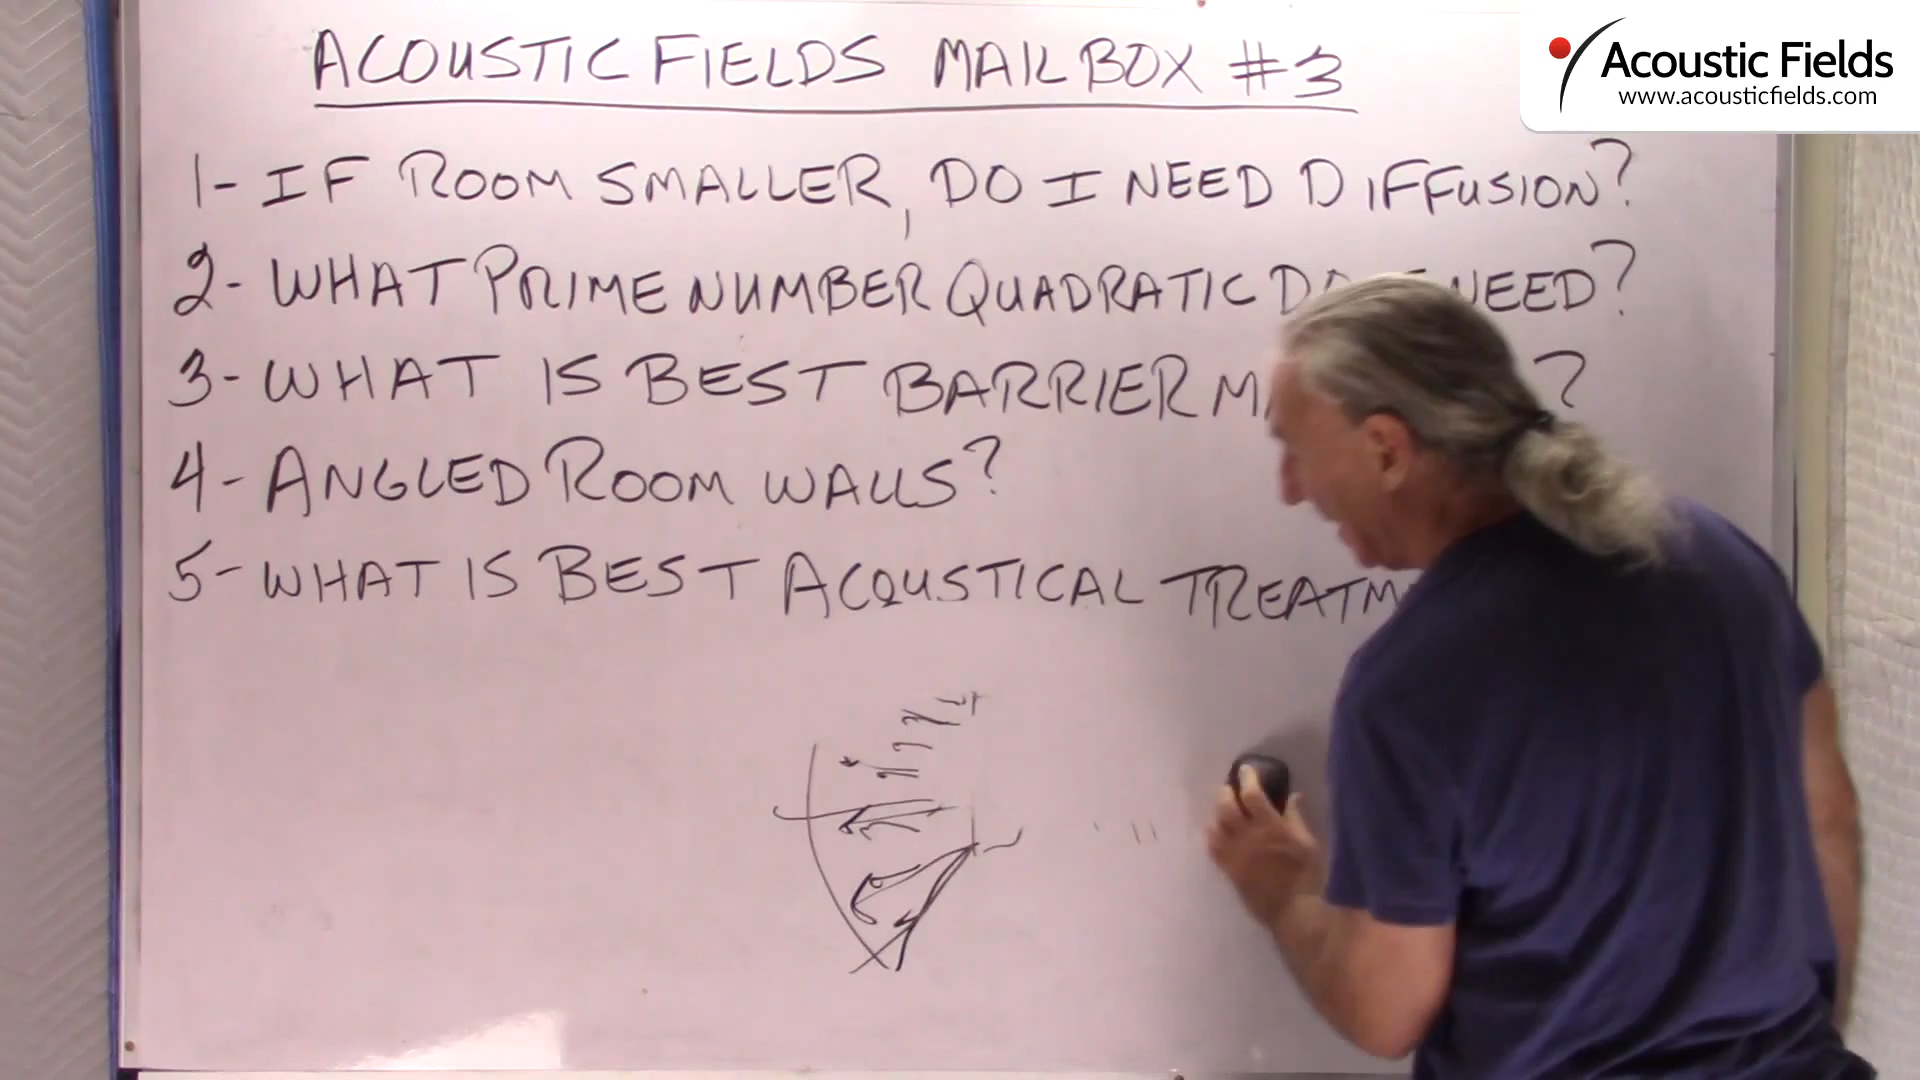 ACOUSTIC FIELDS MAILBOX #3
Acoustic Fields
www.acousticfields.com
1- IF ROOM SMALLER, DO I NEED DIFFUSION?
2- WHAT PRIME NUMBER QUADRATIC NEED?
3- WHAT IS BEST BARRIER ?
4- ANGLED ROOM WALLS?
5- WHAT IS BEST ACOUSTICAL TREATM